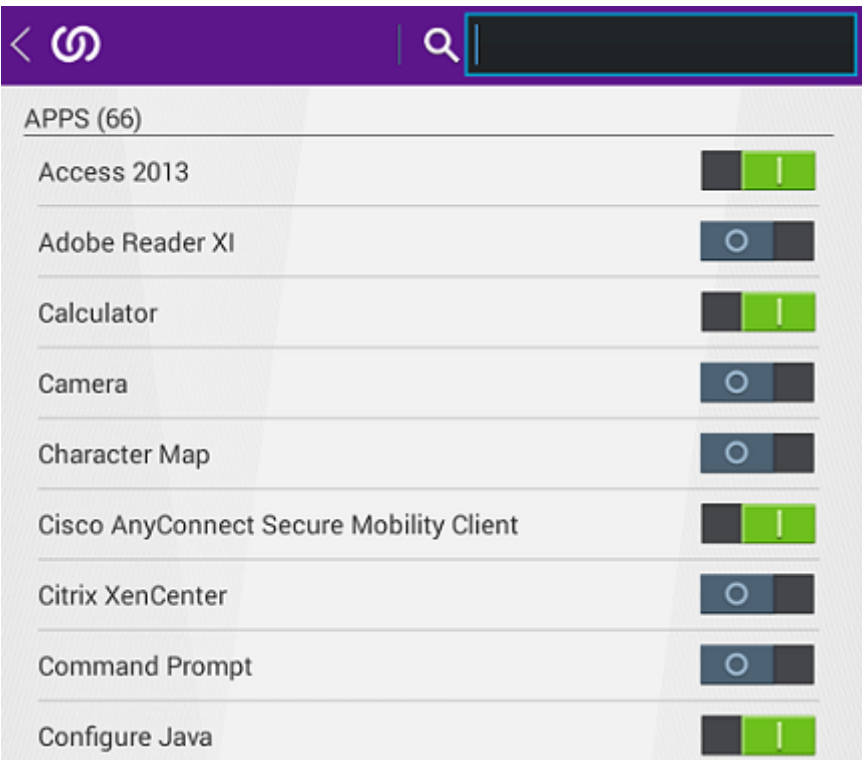 APPS (66)
Access 2013
Adobe Reader XI
Calculator
Camera
Character Map
Cisco AnyConnect Secure Mobility Client
Citrix XenCenter
Command Prompt
Configure Java